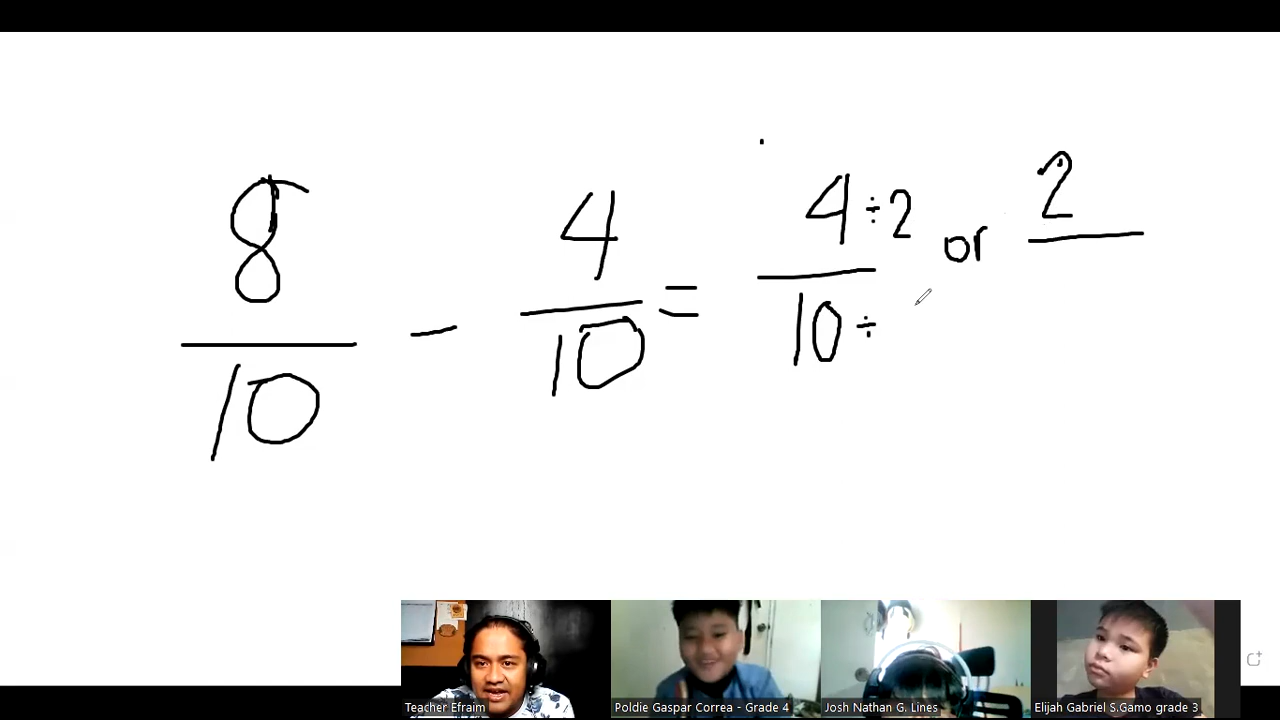 8/10 - 4/10 = 4÷2/10÷ or 2/
Teacher Efraim
Poldie Gaspar Correa - Grade 4
Josh Nathan G. Lines
Elijah Gabriel S.Gamo grade 3